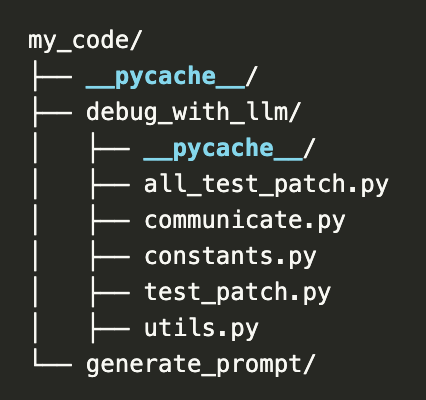 my_code/
├── __pycache__/
├── debug_with_llm/
│   ├── __pycache__/
│   ├── all_test_patch.py
│   ├── communicate.py
│   ├── constants.py
│   ├── test_patch.py
│   ├── utils.py
└── generate_prompt/